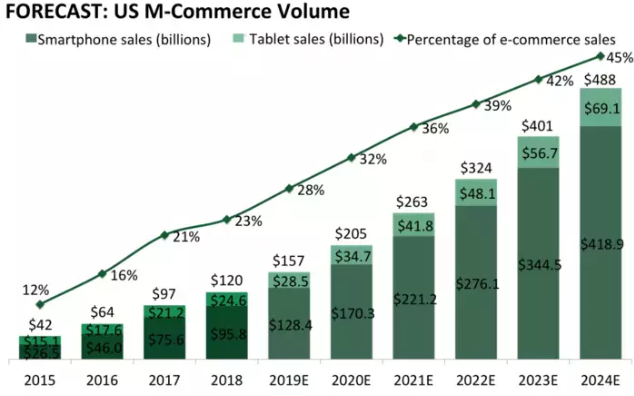 FORECAST: US M-Commerce Volume
Smartphone sales (billions) Tablet sales (billions) Percentage of e-commerce sales
45%
42% $488
39% $69.1
36% $401
$56.7
32% $324
28% $263 $48.1
23% $205 $41.8
21% $157 $34.7
16% $120 $28.5
12% $97 $24.6
$42 $64 $21.2
$15.1 $17.6
$26.5 $46.0 $75.6 $95.8 $128.4 $170.3 $221.2 $276.1 $344.5 $418.9
2015 2016 2017 2018 2019E 2020E 2021E 2022E 2023E 2024E